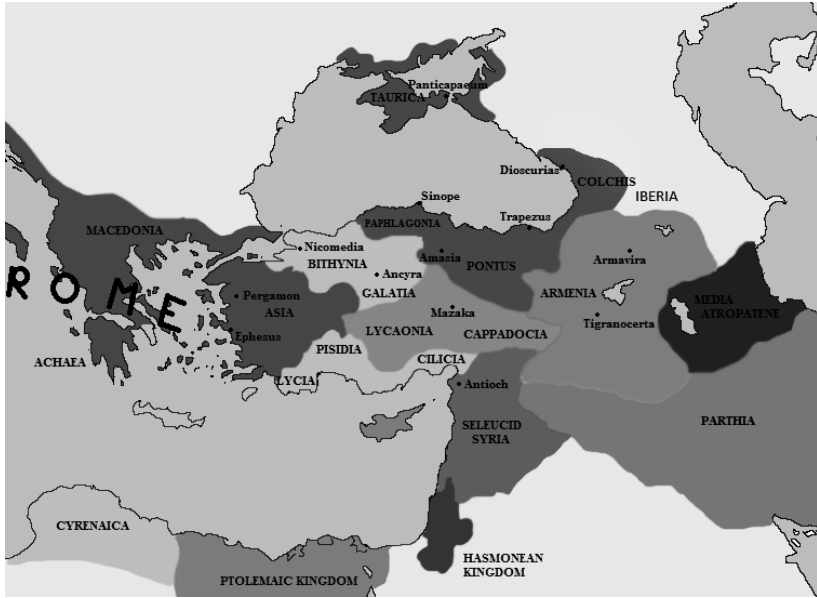 Panticapaeum
TAURICA
Dioscurias
COLCHIS
IBERIA
Sinope
Trapezus
PAPHLAGONIA
MACEDONIA
Nicomedia
BITHYNIA
Amasia
PONTUS
Armavira
Ancyra
GALATIA
ROME
Pergamon
ASIA
ARMENIA
MEDIA
ATROPATENE
Mazaka
Tigranocerta
Ephesus
LYCAONIA
CAPPADOCIA
PISIDIA
ACHAEA
CILICIA
LYCIA
Antioch
SELEUCID
SYRIA
PARTHIA
CYRENAICA
HASMONEAN
KINGDOM
PTOLEMAIC KINGDOM